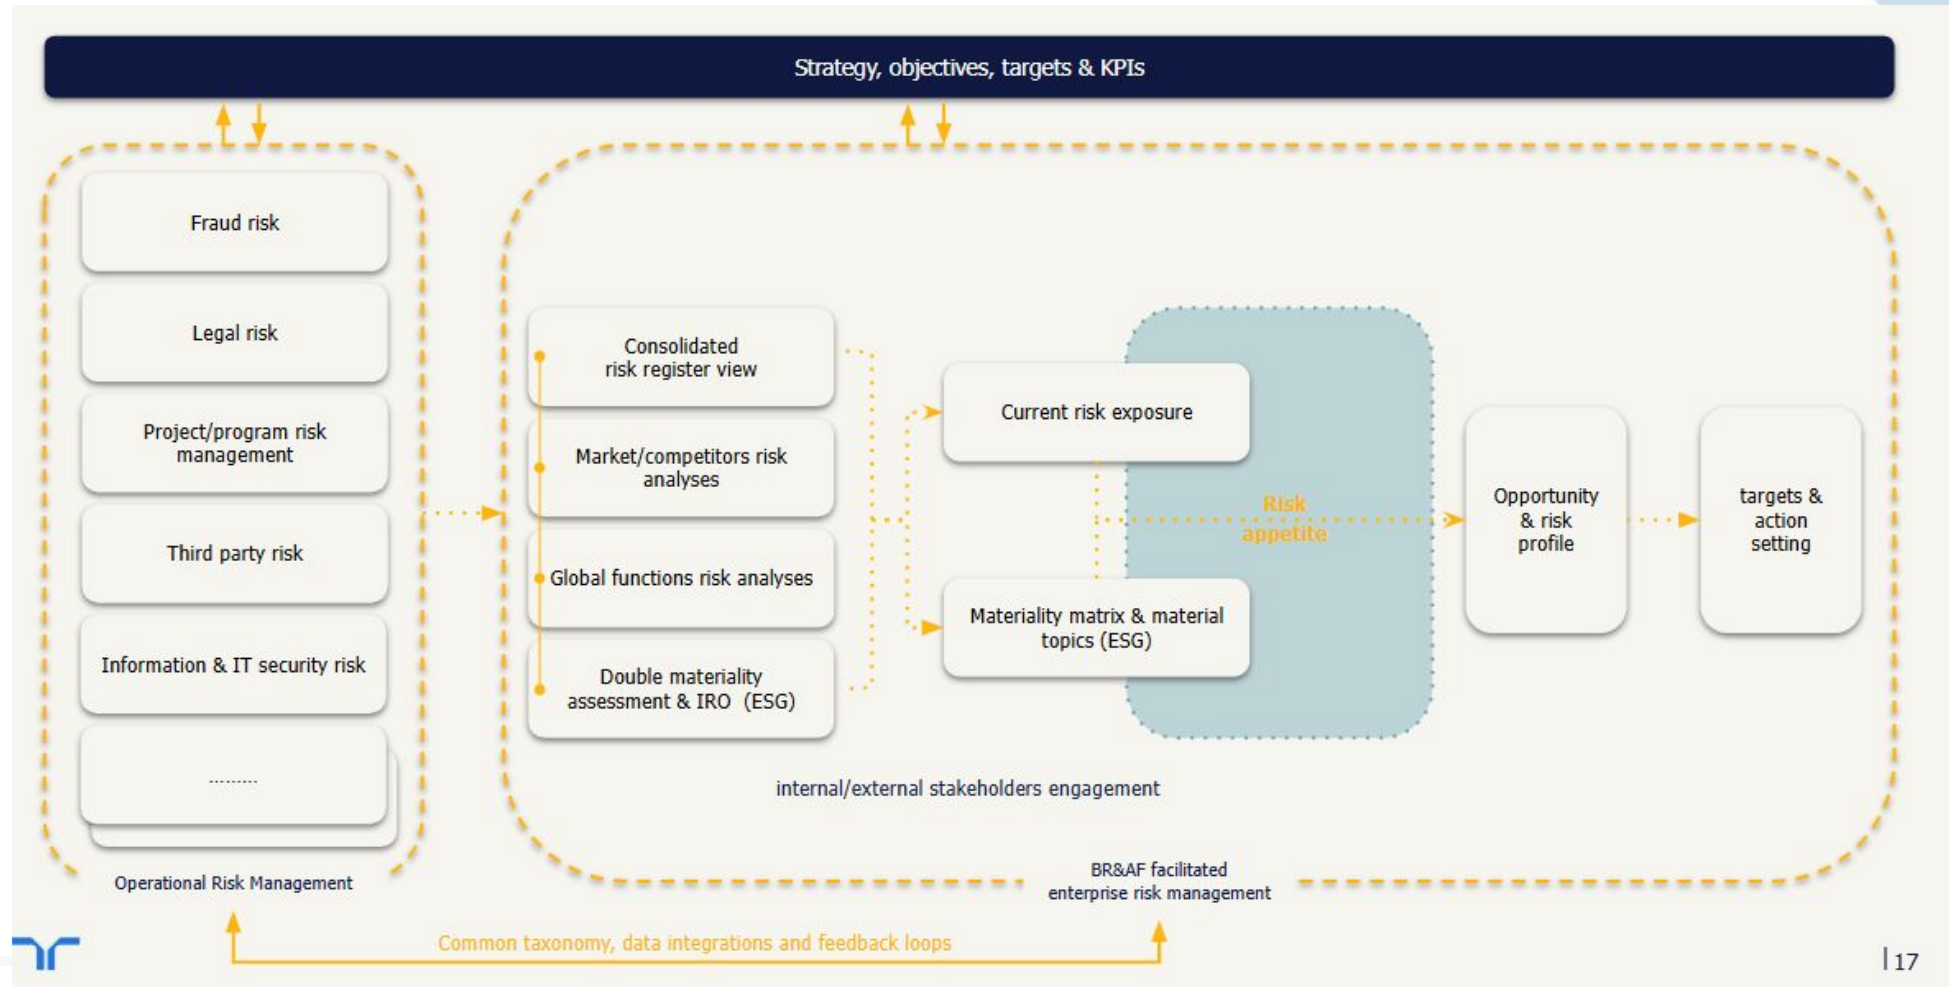 Strategy, objectives, targets & KPIs
Fraud risk
Legal risk
Project/program risk
management
Third party risk
Information & IT security risk
.........
Operational Risk Management
Consolidated
risk register view
Market/competitors risk
analyses
Global functions risk analyses
Double materiality
assessment & IRO (ESG)
Current risk exposure
Materiality matrix & material
topics (ESG)
Risk
appetite
Opportunity
& risk
profile
targets &
action
setting
internal/external stakeholders engagement
BR&AF facilitated
enterprise risk management
Common taxonomy, data integrations and feedback loops
| 17